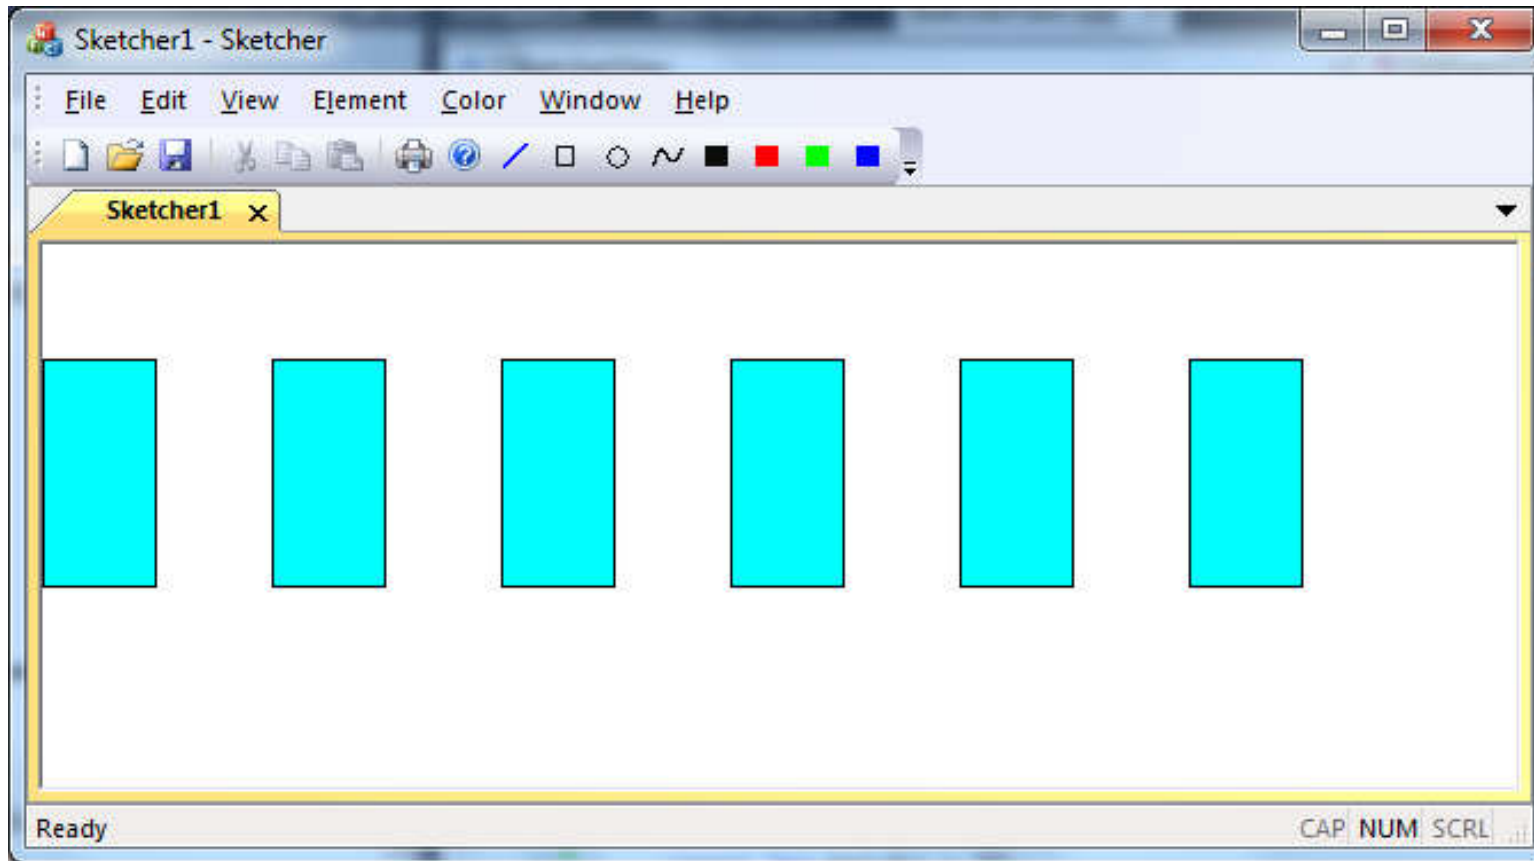 Sketcher1 - Sketcher
File Edit View Element Color Window Help
Sketcher1
Ready
CAP NUM SCRL